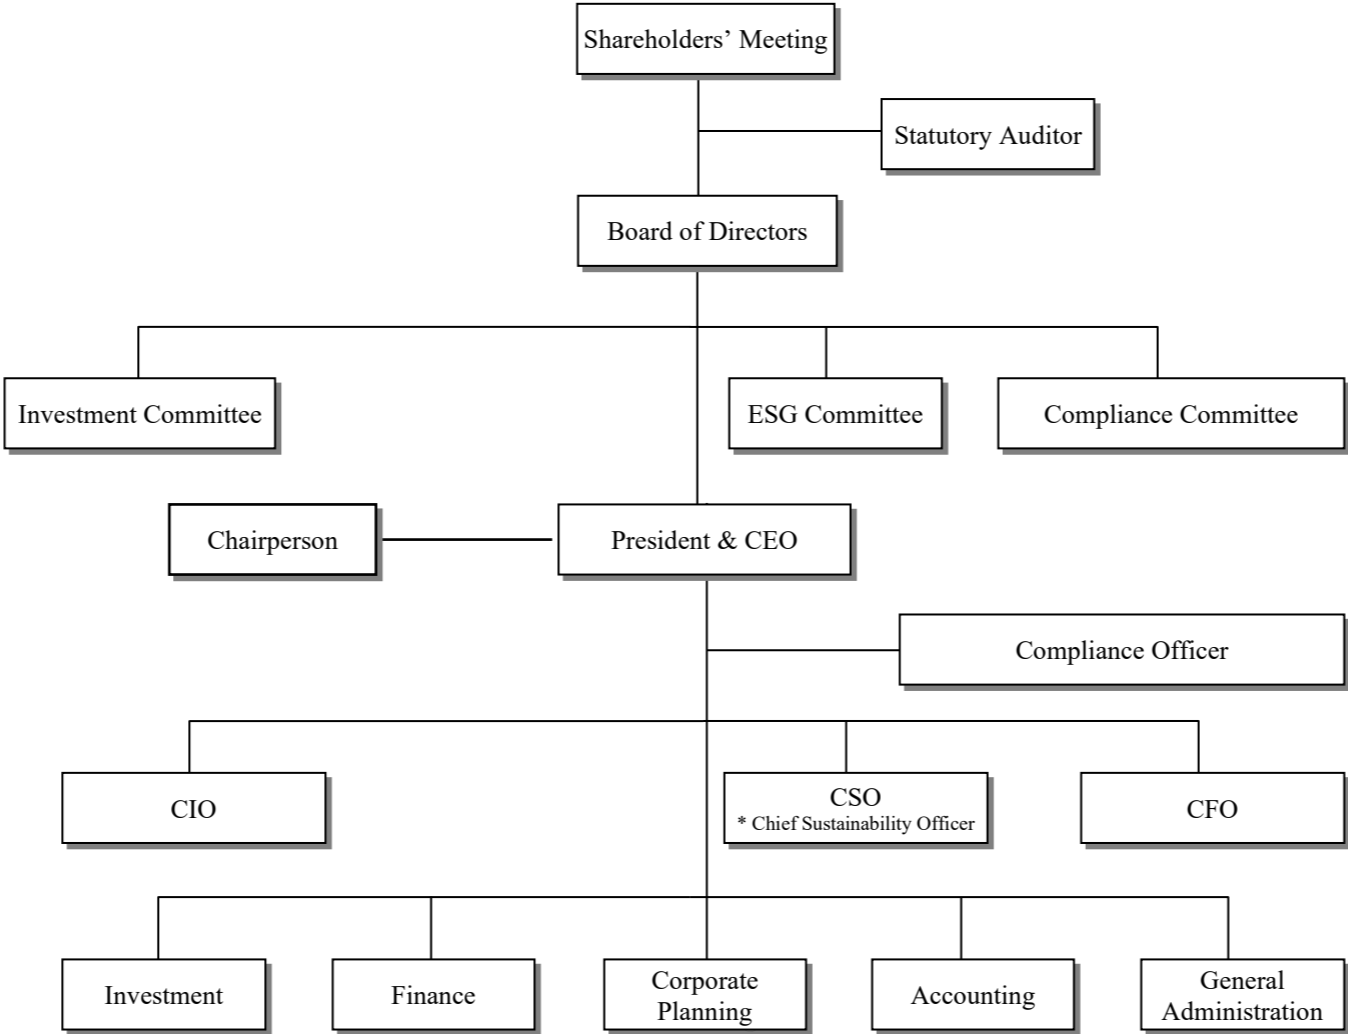 Shareholders’ Meeting
Statutory Auditor
Board of Directors
Investment Committee
ESG Committee
Compliance Committee
Chairperson
President & CEO
Compliance Officer
CIO
CSO
* Chief Sustainability Officer
CFO
Investment
Finance
Corporate
Planning
Accounting
General
Administration